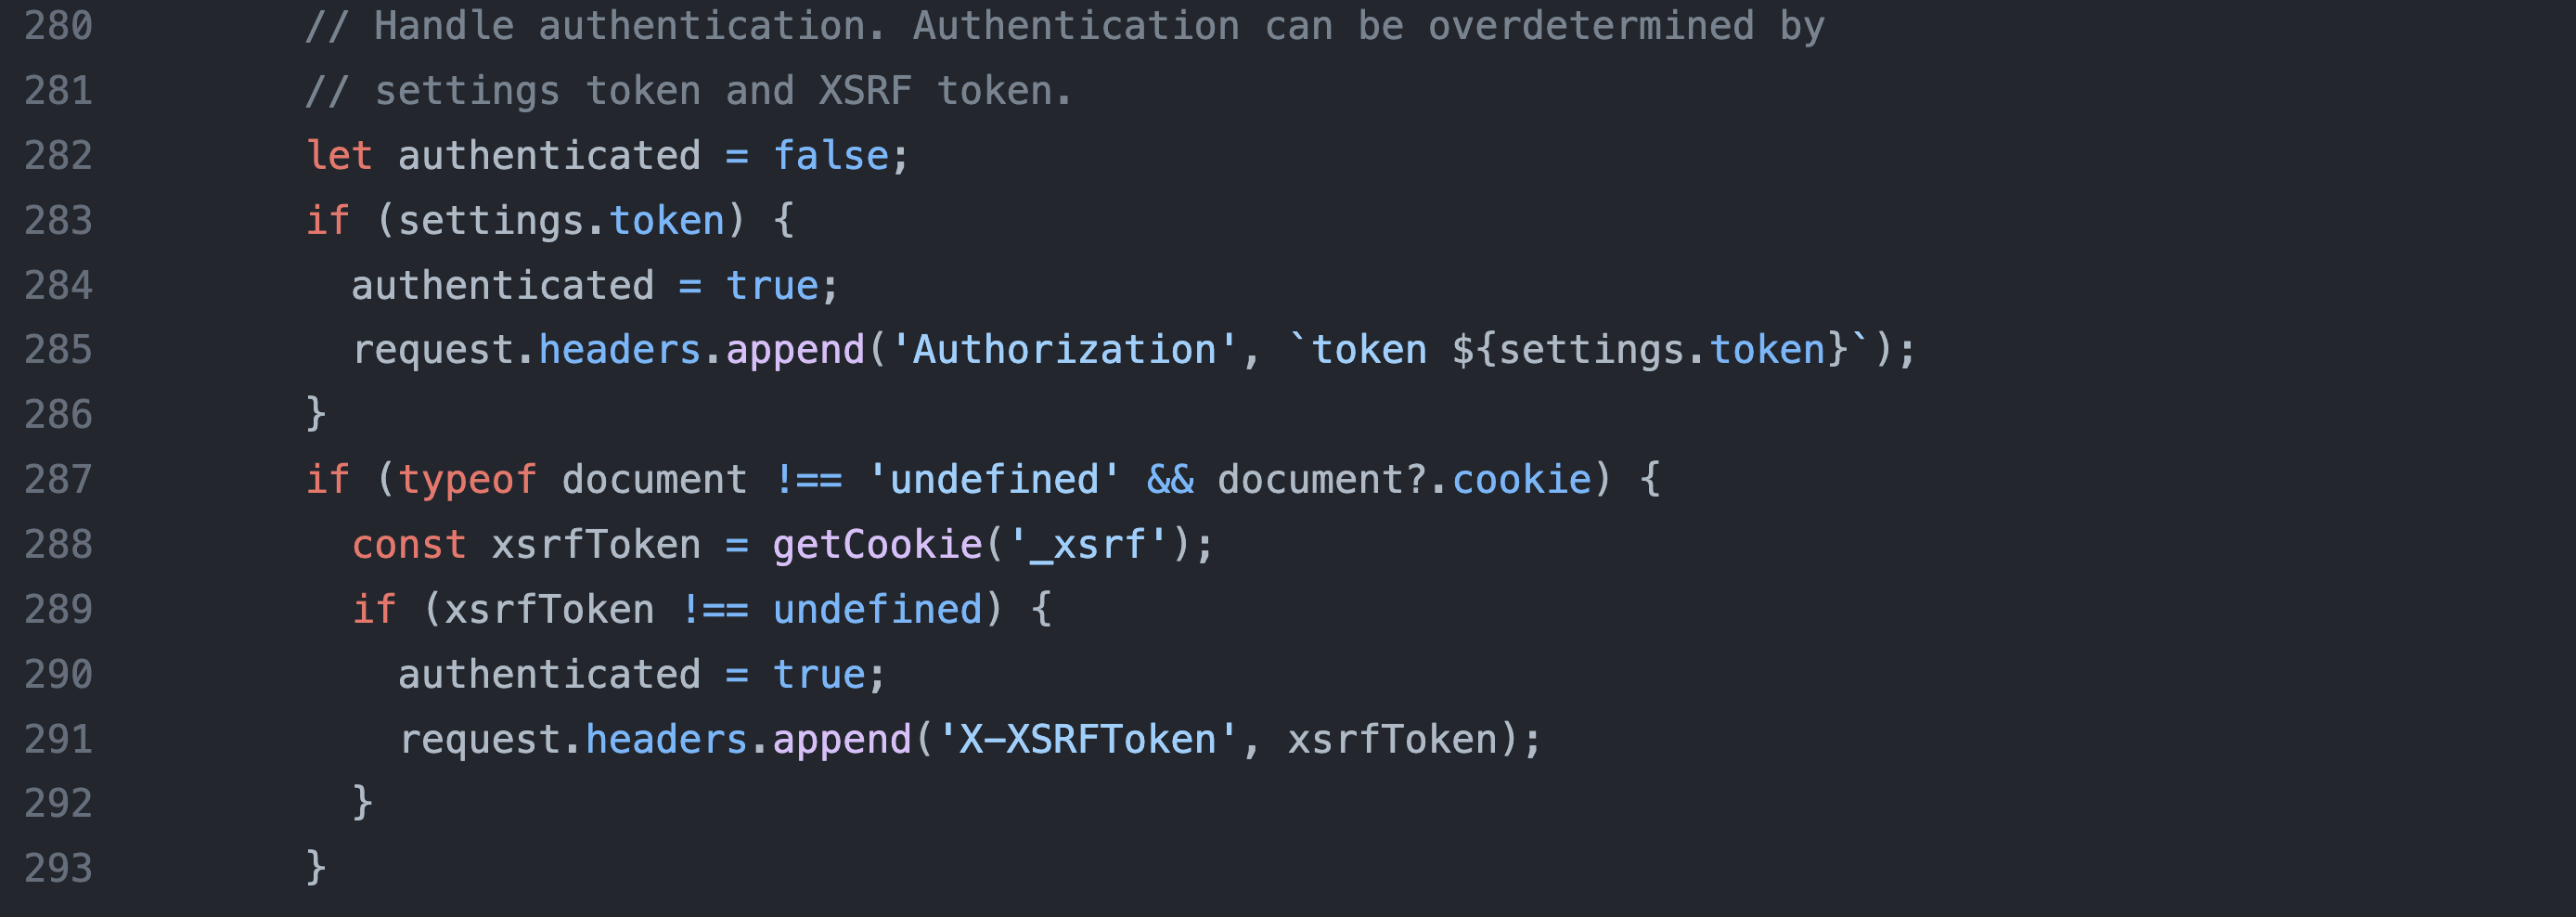 280 // Handle authentication. Authentication can be overdetermined by
281 // settings token and XSRF token.
282 let authenticated = false;
283 if (settings.token) {
284 authenticated = true;
285 request.headers.append('Authorization', `token ${settings.token}`);
286 }
287 if (typeof document !== 'undefined' && document?.cookie) {
288 const xsrfToken = getCookie('_xsrf');
289 if (xsrfToken !== undefined) {
290 authenticated = true;
291 request.headers.append('X-XSRFToken', xsrfToken);
292 }
293 }